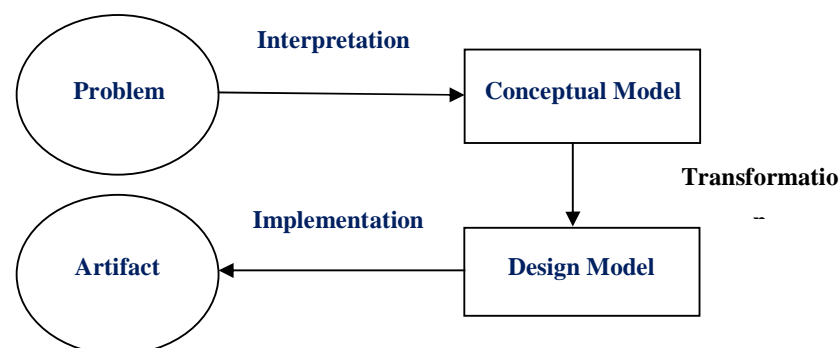 Interpretation
Problem
Conceptual Model
Transformatio
Implementation
Artifact
Design Model